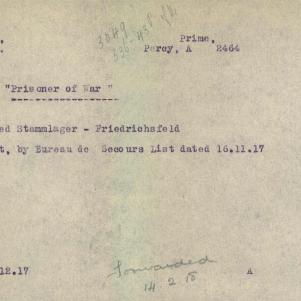 Prime,
Percy, A   2464
"Prisoner of War "
ed Stammlager - Friedrichsfeld
t, by Bureau de  Secours List dated 16.11.17
Forwarded
12.17
14 2 18
A